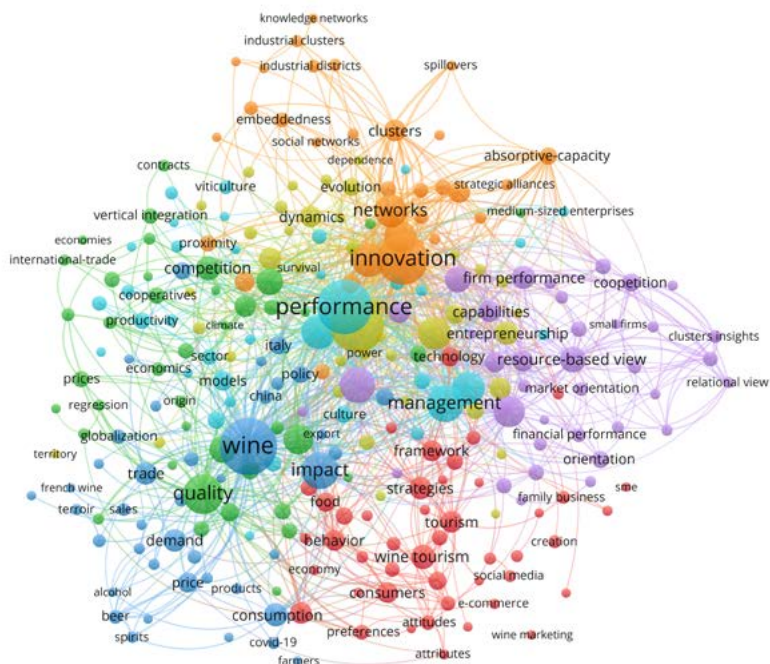 knowledge networks
industrial clusters
industrial districts
spillovers
embeddedness
clusters
social networks
absorptive-capacity
contracts
dependence
viticulture
evolution
strategic alliances
vertical integration
dynamics
networks
medium-sized enterprises
economies
proximity
international-trade
competition
survival
innovation
cooperatives
firm performance
coopetition
productivity
performance
capabilities
climate
small firms
entrepreneurship
clusters insights
sector
italy
power
technology
resource-based view
prices
economics
models
policy
market orientation
relational view
regression
origin
china
culture
management
globalization
wine
export
financial performance
territory
trade
impact
framework
orientation
french wine
quality
food
strategies
family business
sme
terroir
sales
tourism
demand
behavior
creation
alcohol
price
products
economy
wine tourism
social media
beer
consumption
consumers
e-commerce
spirits
covid-19
preferences
attitudes
wine marketing
farmers
attributes